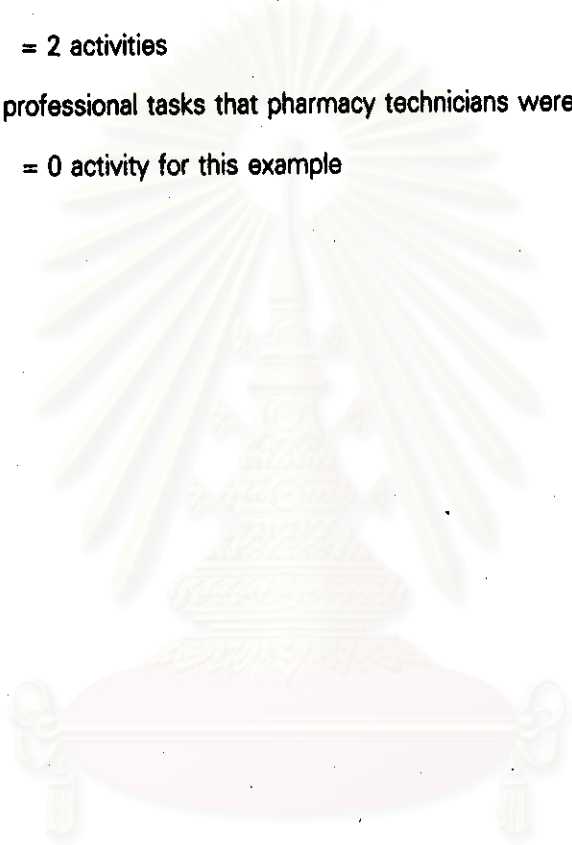 = 2 activities
professional tasks that pharmacy technicians were
= 0 activity for this example